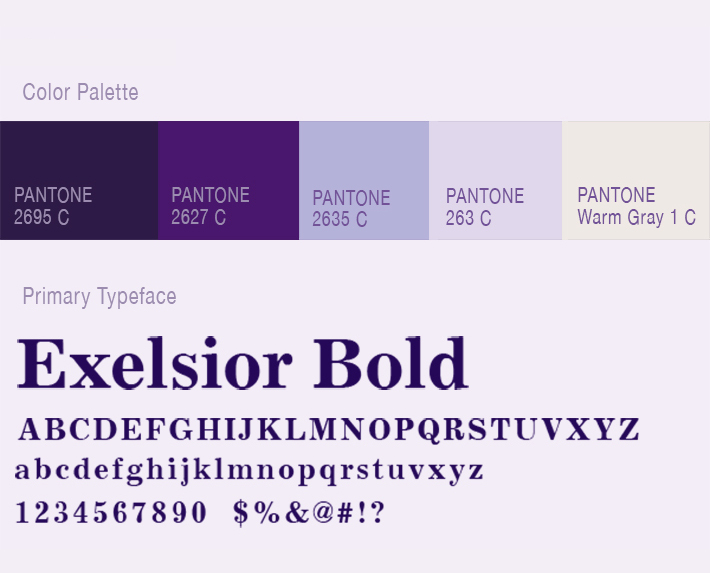 Color Palette
PANTONE
2695 C
PANTONE
2627 C
PANTONE
2635 C
PANTONE
263 C
PANTONE
Warm Gray 1 C
Primary Typeface
Exelsior Bold
ABCDEFGHIJKLMNOPQRSTUVXYZ
abcdefghijklmnopqrstuvxyz
1234567890 $%&@#!?